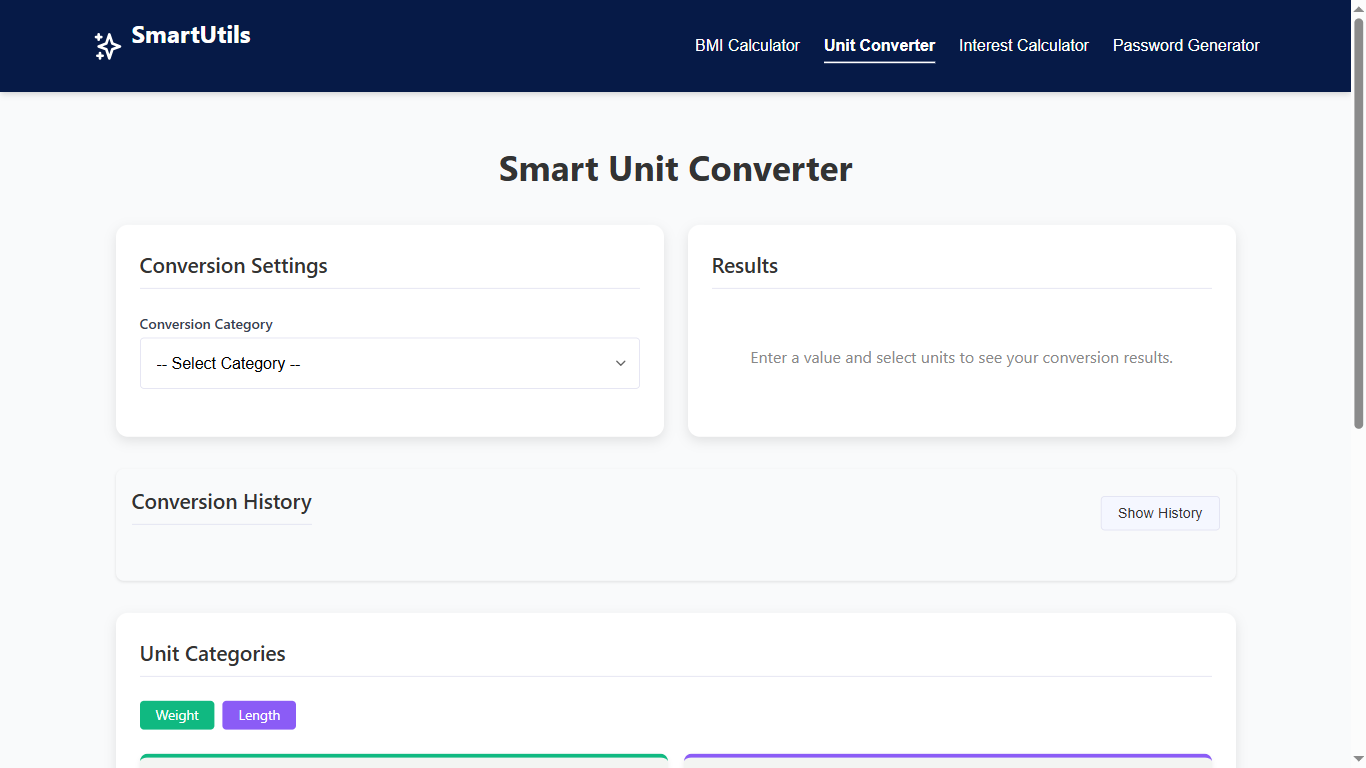 SmartUtils
BMI Calculator
Unit Converter
Interest Calculator
Password Generator
Smart Unit Converter
Conversion Settings
Conversion Category
-- Select Category --
Results
Enter a value and select units to see your conversion results.
Conversion History
Show History
Unit Categories
Weight
Length